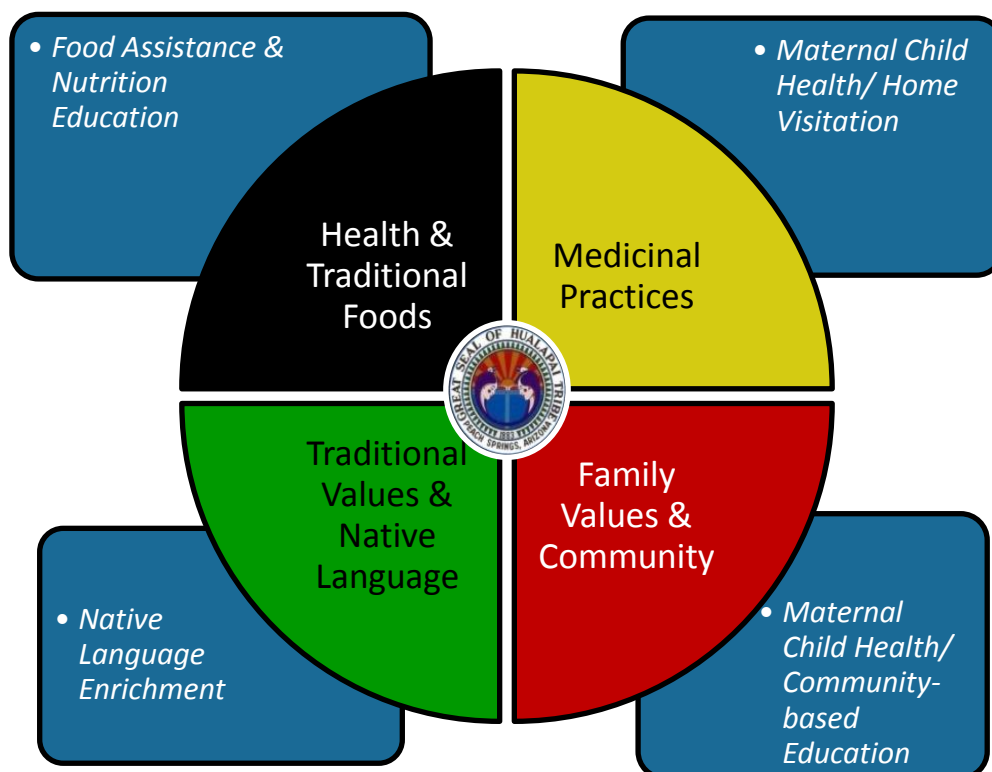 • Food Assistance &
Nutrition
Education
• Maternal Child
Health/ Home
Visitation
Health &
Traditional
Foods
Medicinal
Practices
GREAT SEAL OF HUALAPAI TRIBE
1883
PEACH SPRINGS, ARIZONA
Traditional
Values &
Native
Language
Family
Values &
Community
• Native
Language
Enrichment
• Maternal
Child Health/
Community-
based
Education